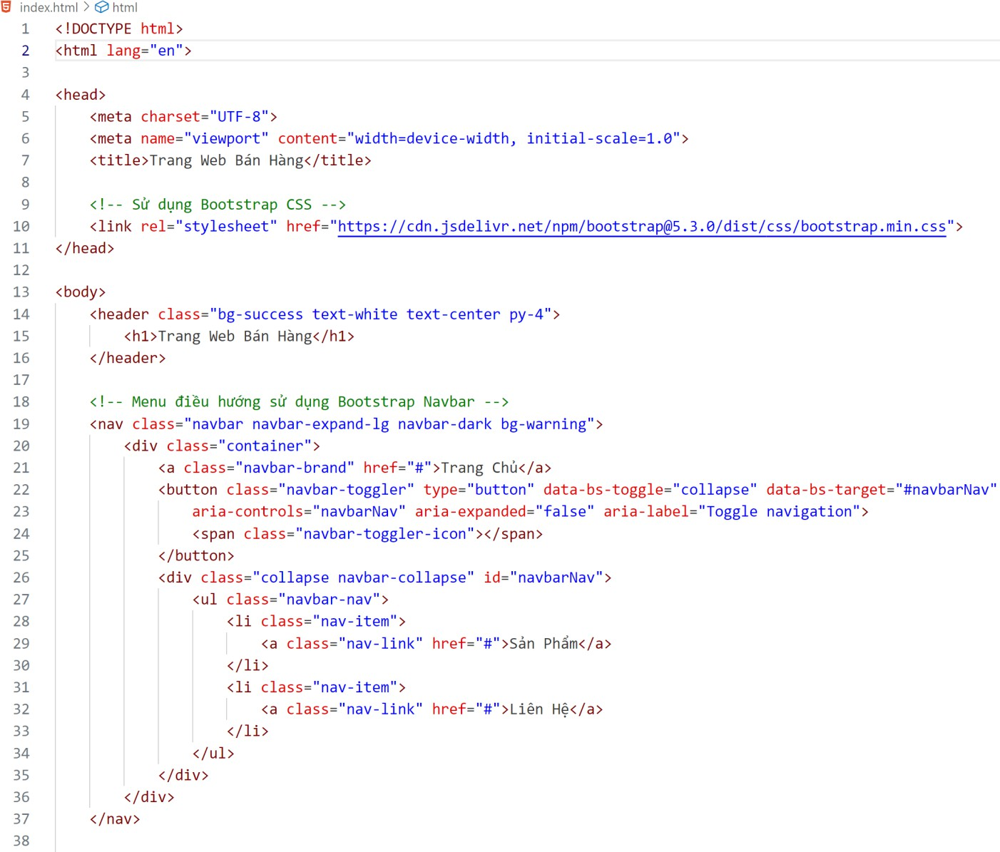 index.html > html
1 <!DOCTYPE html>
2 <html lang="en">
3
4 <head>
5     <meta charset="UTF-8">
6     <meta name="viewport" content="width=device-width, initial-scale=1.0">
7     <title>Trang Web Bán Hàng</title>
8
9     <!-- Sử dụng Bootstrap CSS -->
10     <link rel="stylesheet" href="https://cdn.jsdelivr.net/npm/bootstrap@5.3.0/dist/css/bootstrap.min.css">
11 </head>
12
13 <body>
14     <header class="bg-success text-white text-center py-4">
15         <h1>Trang Web Bán Hàng</h1>
16     </header>
17
18     <!-- Menu điều hướng sử dụng Bootstrap Navbar -->
19     <nav class="navbar navbar-expand-lg navbar-dark bg-warning">
20         <div class="container">
21             <a class="navbar-brand" href="#">Trang Chủ</a>
22             <button class="navbar-toggler" type="button" data-bs-toggle="collapse" data-bs-target="#navbarNav"
23                 aria-controls="navbarNav" aria-expanded="false" aria-label="Toggle navigation">
24                 <span class="navbar-toggler-icon"></span>
25             </button>
26             <div class="collapse navbar-collapse" id="navbarNav">
27                 <ul class="navbar-nav">
28                     <li class="nav-item">
29                         <a class="nav-link" href="#">Sản Phẩm</a>
30                     </li>
31                     <li class="nav-item">
32                         <a class="nav-link" href="#">Liên Hệ</a>
33                     </li>
34                 </ul>
35             </div>
36         </div>
37     </nav>
38